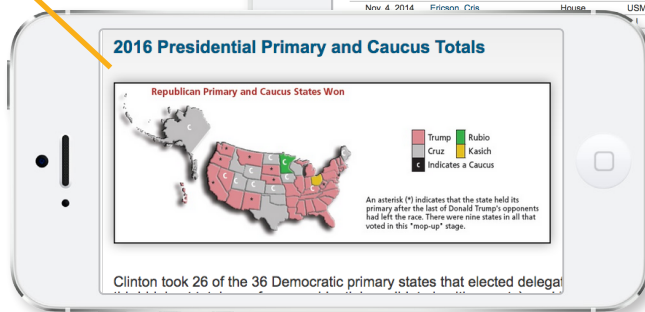 Nov. 4, 2014 Ericson, Cris House USM
2016 Presidential Primary and Caucus Totals
Republican Primary and Caucus States Won
Trump Rubio
Cruz Kasich
C Indicates a Caucus
An asterisk (*) indicates that the state held its
primary after the last of Donald Trump's opponents
had left the race. There were nine states in all that
voted in this "mop-up" stage.
Clinton took 26 of the 36 Democratic primary states that elected delegat